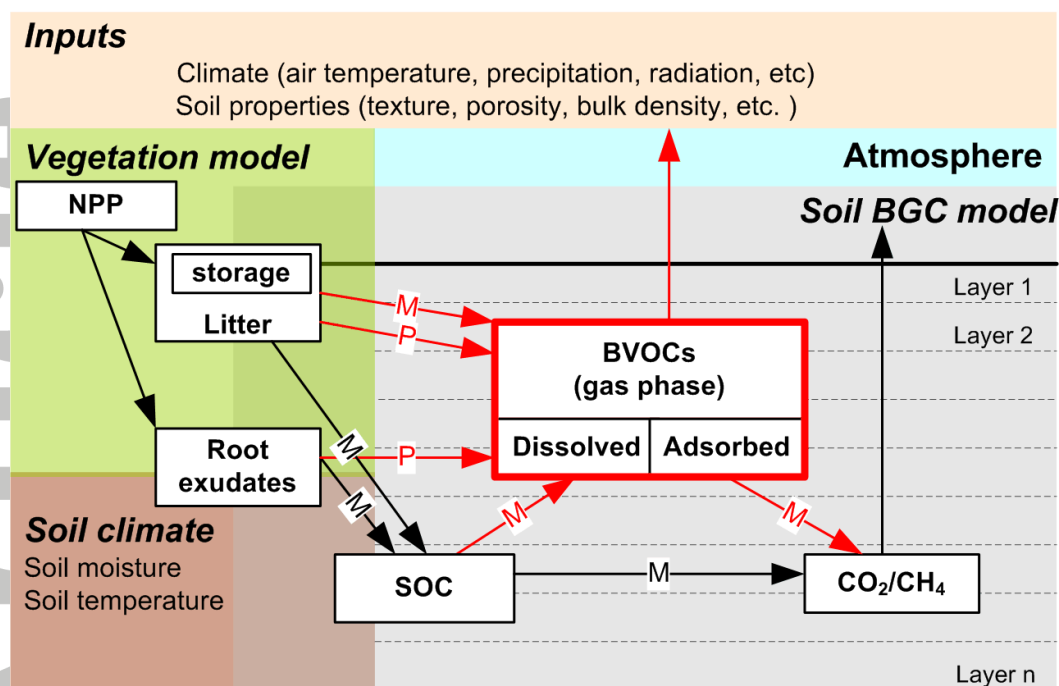 Inputs
Climate (air temperature, precipitation, radiation, etc)
Soil properties (texture, porosity, bulk density, etc. )
Vegetation model
Atmosphere
NPP
Soil BGC model
storage
Litter
Layer 1
M
P
Layer 2
BVOCs
(gas phase)
Dissolved
Adsorbed
Root
exudates
M
P
M
Soil climate
Soil moisture
Soil temperature
M
M
SOC
M
CO₂/CH₄
Layer n